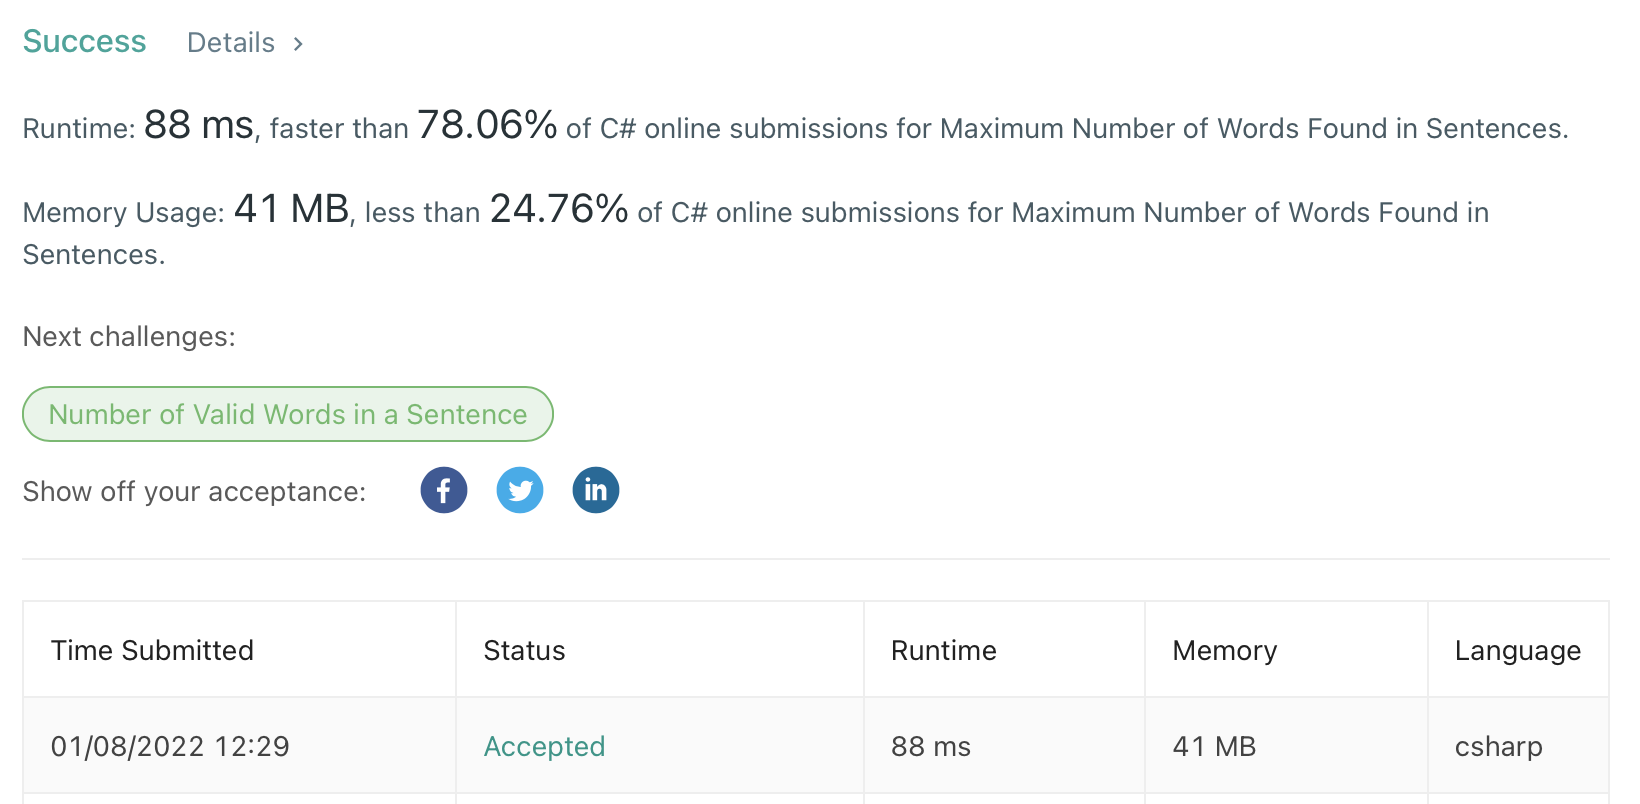 Success Details >
Runtime: 88 ms, faster than 78.06% of C# online submissions for Maximum Number of Words Found in Sentences.
Memory Usage: 41 MB, less than 24.76% of C# online submissions for Maximum Number of Words Found in
Sentences.
Next challenges:
Number of Valid Words in a Sentence
Show off your acceptance: f in
Time Submitted Status Runtime Memory Language
01/08/2022 12:29 Accepted 88 ms 41 MB csharp